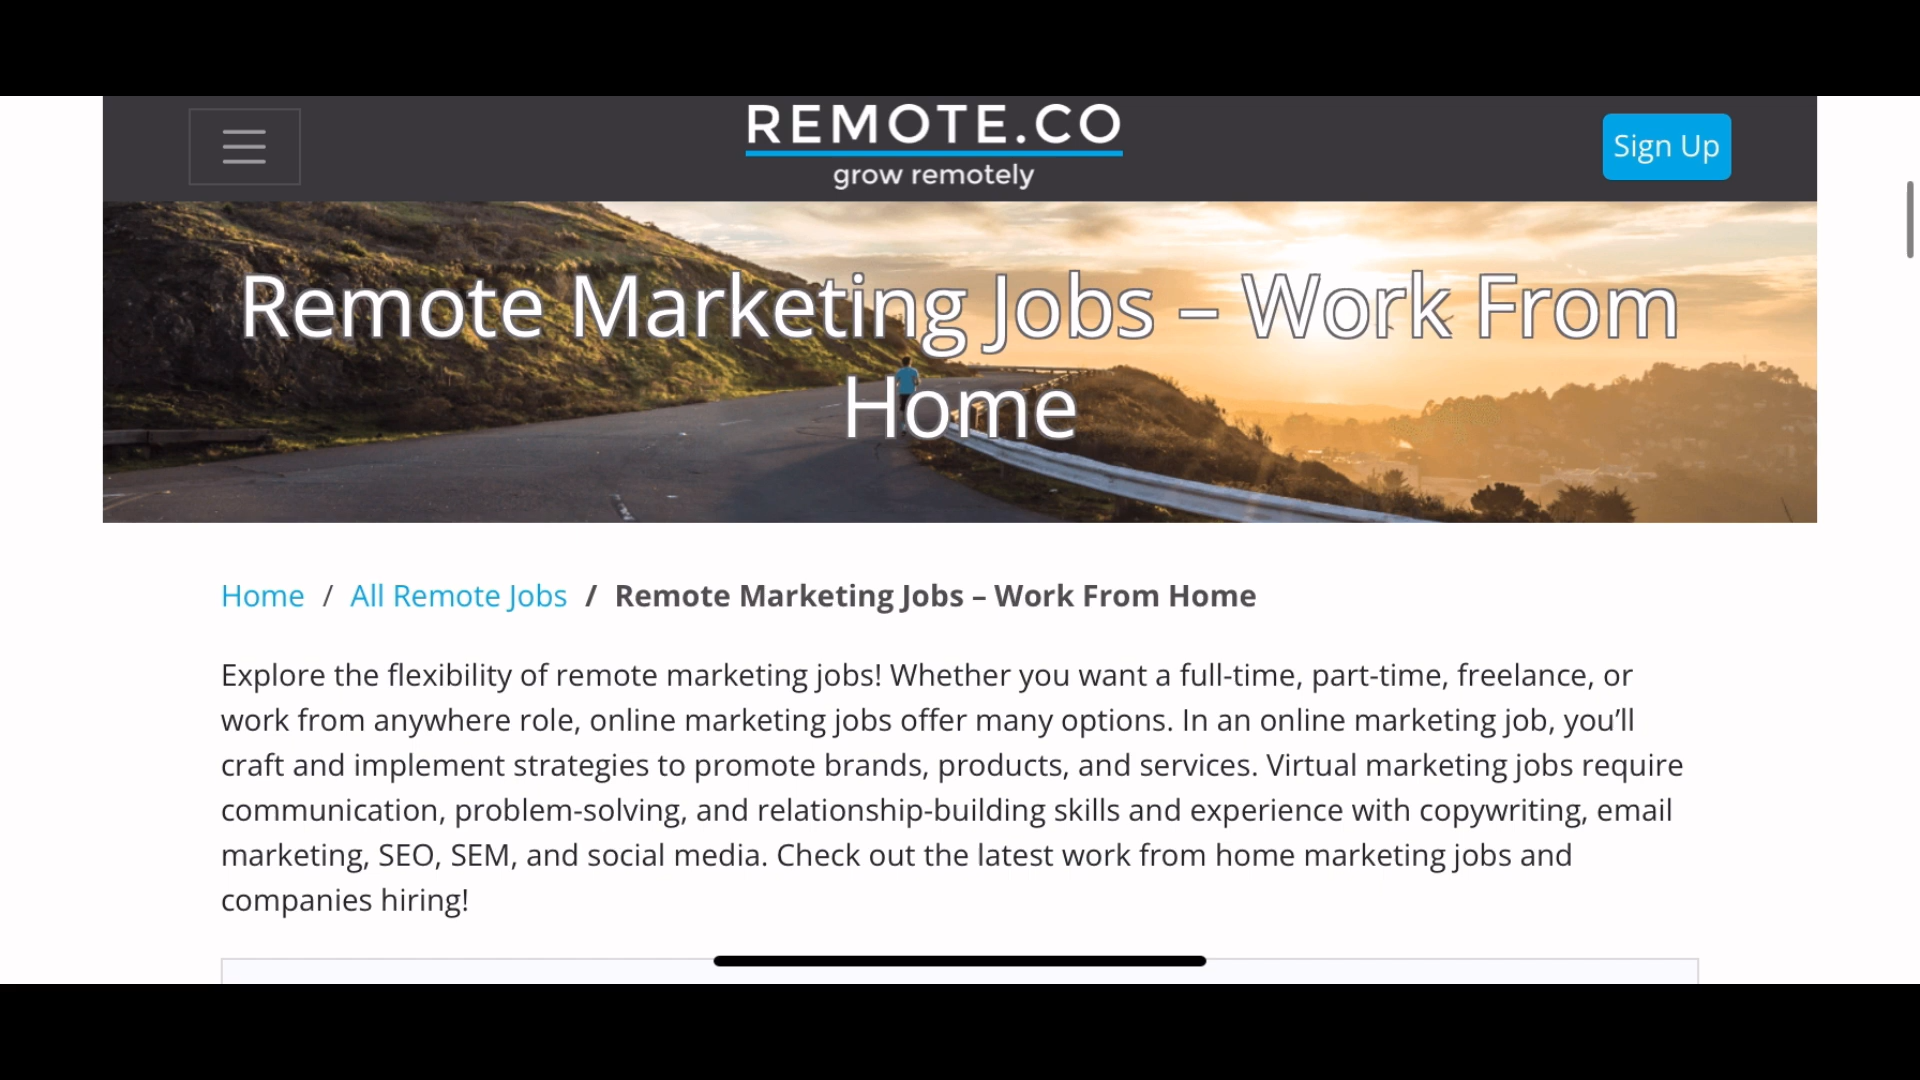 REMOTE.CO
grow remotely
Sign Up
Remote Marketing Jobs – Work From
Home
Home / All Remote Jobs / Remote Marketing Jobs – Work From Home
Explore the flexibility of remote marketing jobs! Whether you want a full-time, part-time, freelance, or
work from anywhere role, online marketing jobs offer many options. In an online marketing job, you’ll
craft and implement strategies to promote brands, products, and services. Virtual marketing jobs require
communication, problem-solving, and relationship-building skills and experience with copywriting, email
marketing, SEO, SEM, and social media. Check out the latest work from home marketing jobs and
companies hiring!